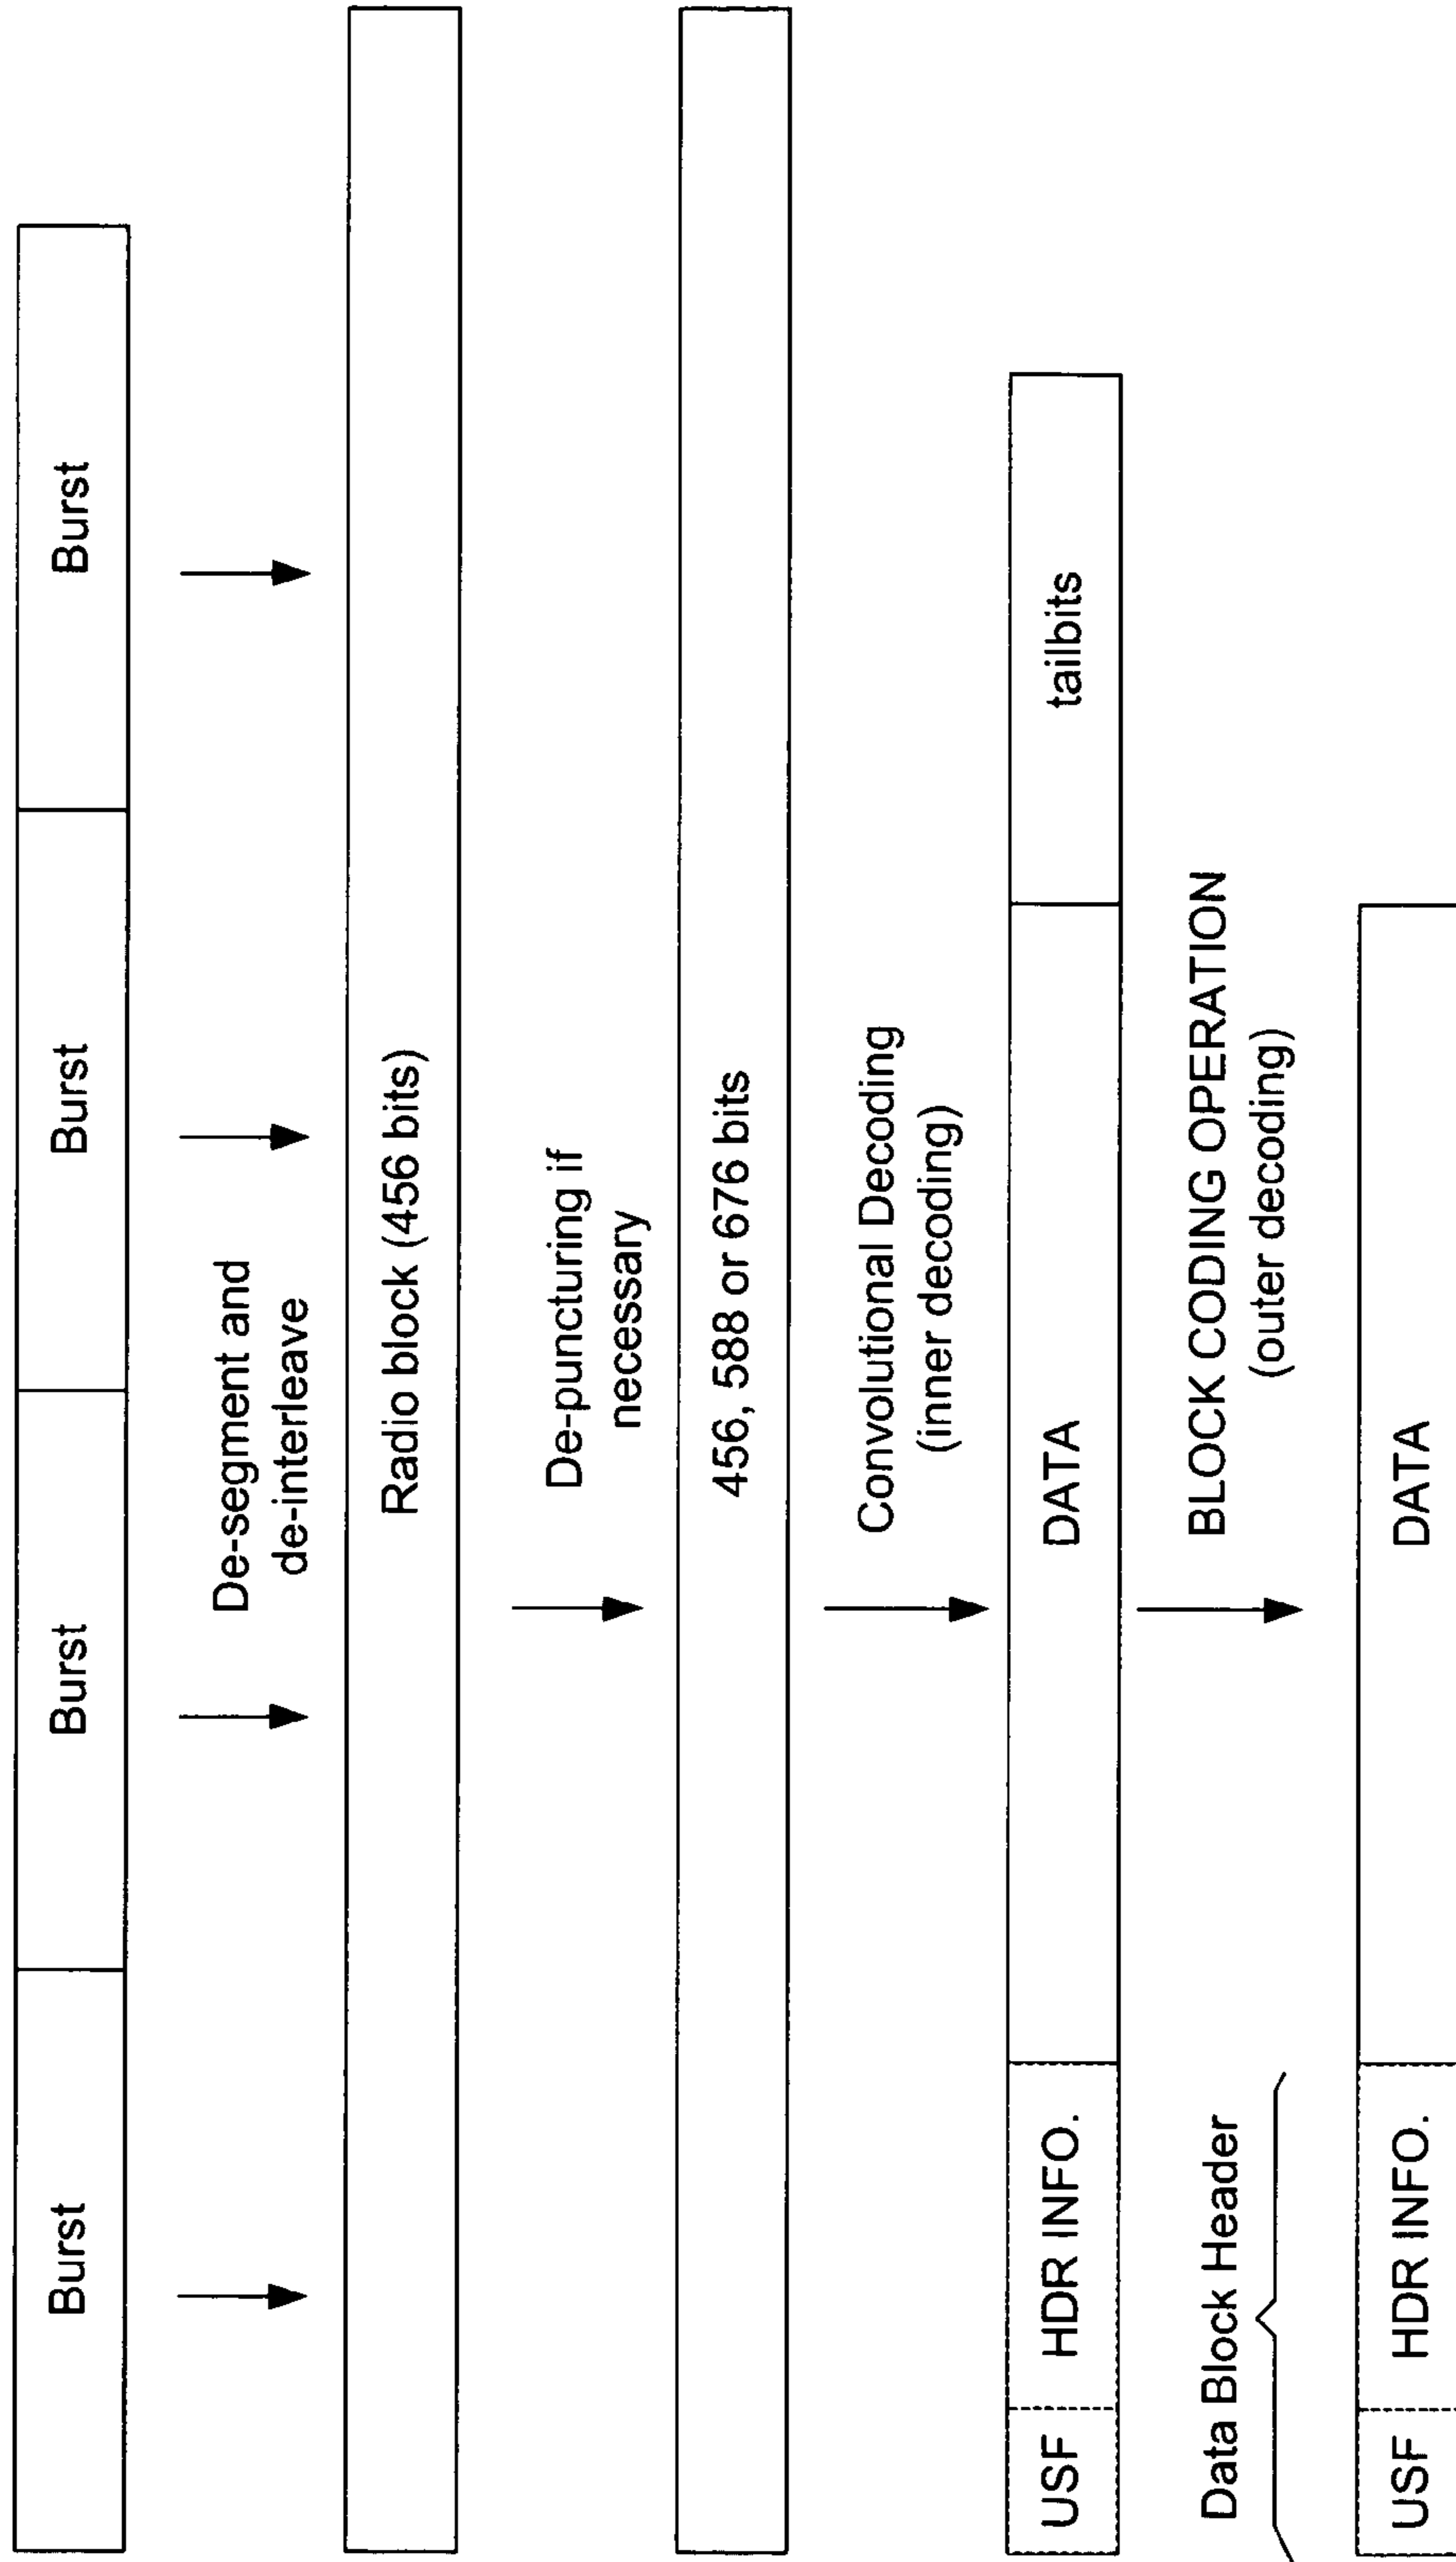 Burst Burst Burst Burst
De-segment and
de-interleave
Radio block (456 bits)
De-puncturing if
necessary
456, 588 or 676 bits
Convolutional Decoding
(inner decoding)
USF HDR INFO. DATA tailbits
Data Block Header
BLOCK CODING OPERATION
(outer decoding)
USF HDR INFO. DATA